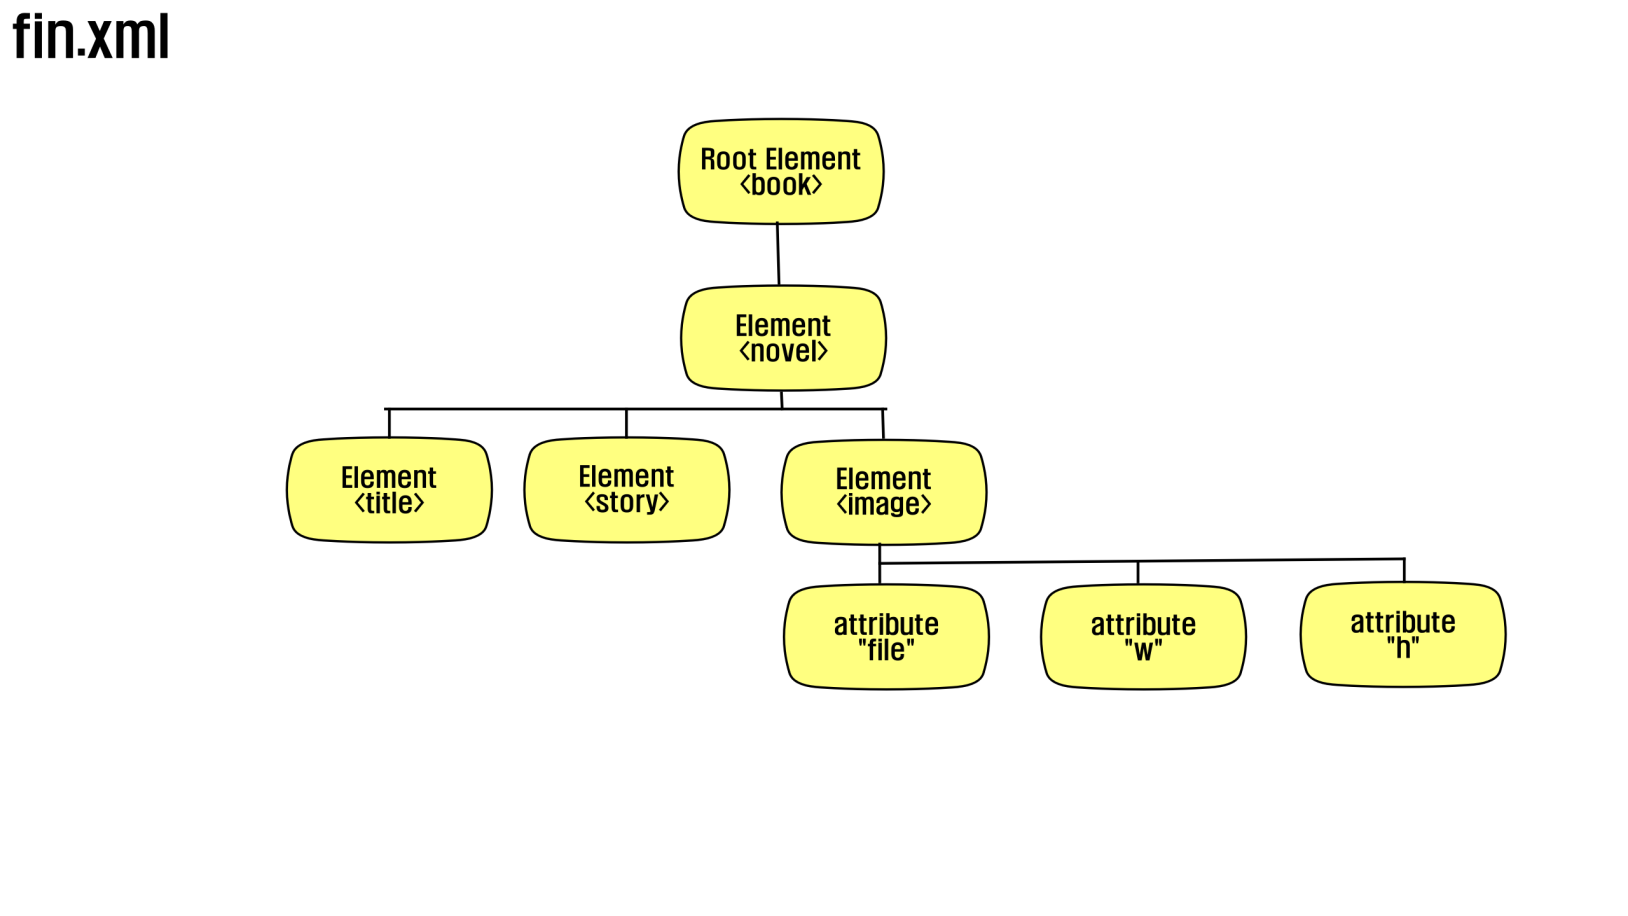 fin.xml
Root Element
<book>
Element
<novel>
Element
<title>
Element
<story>
Element
<image>
attribute
"file"
attribute
"w"
attribute
"h"